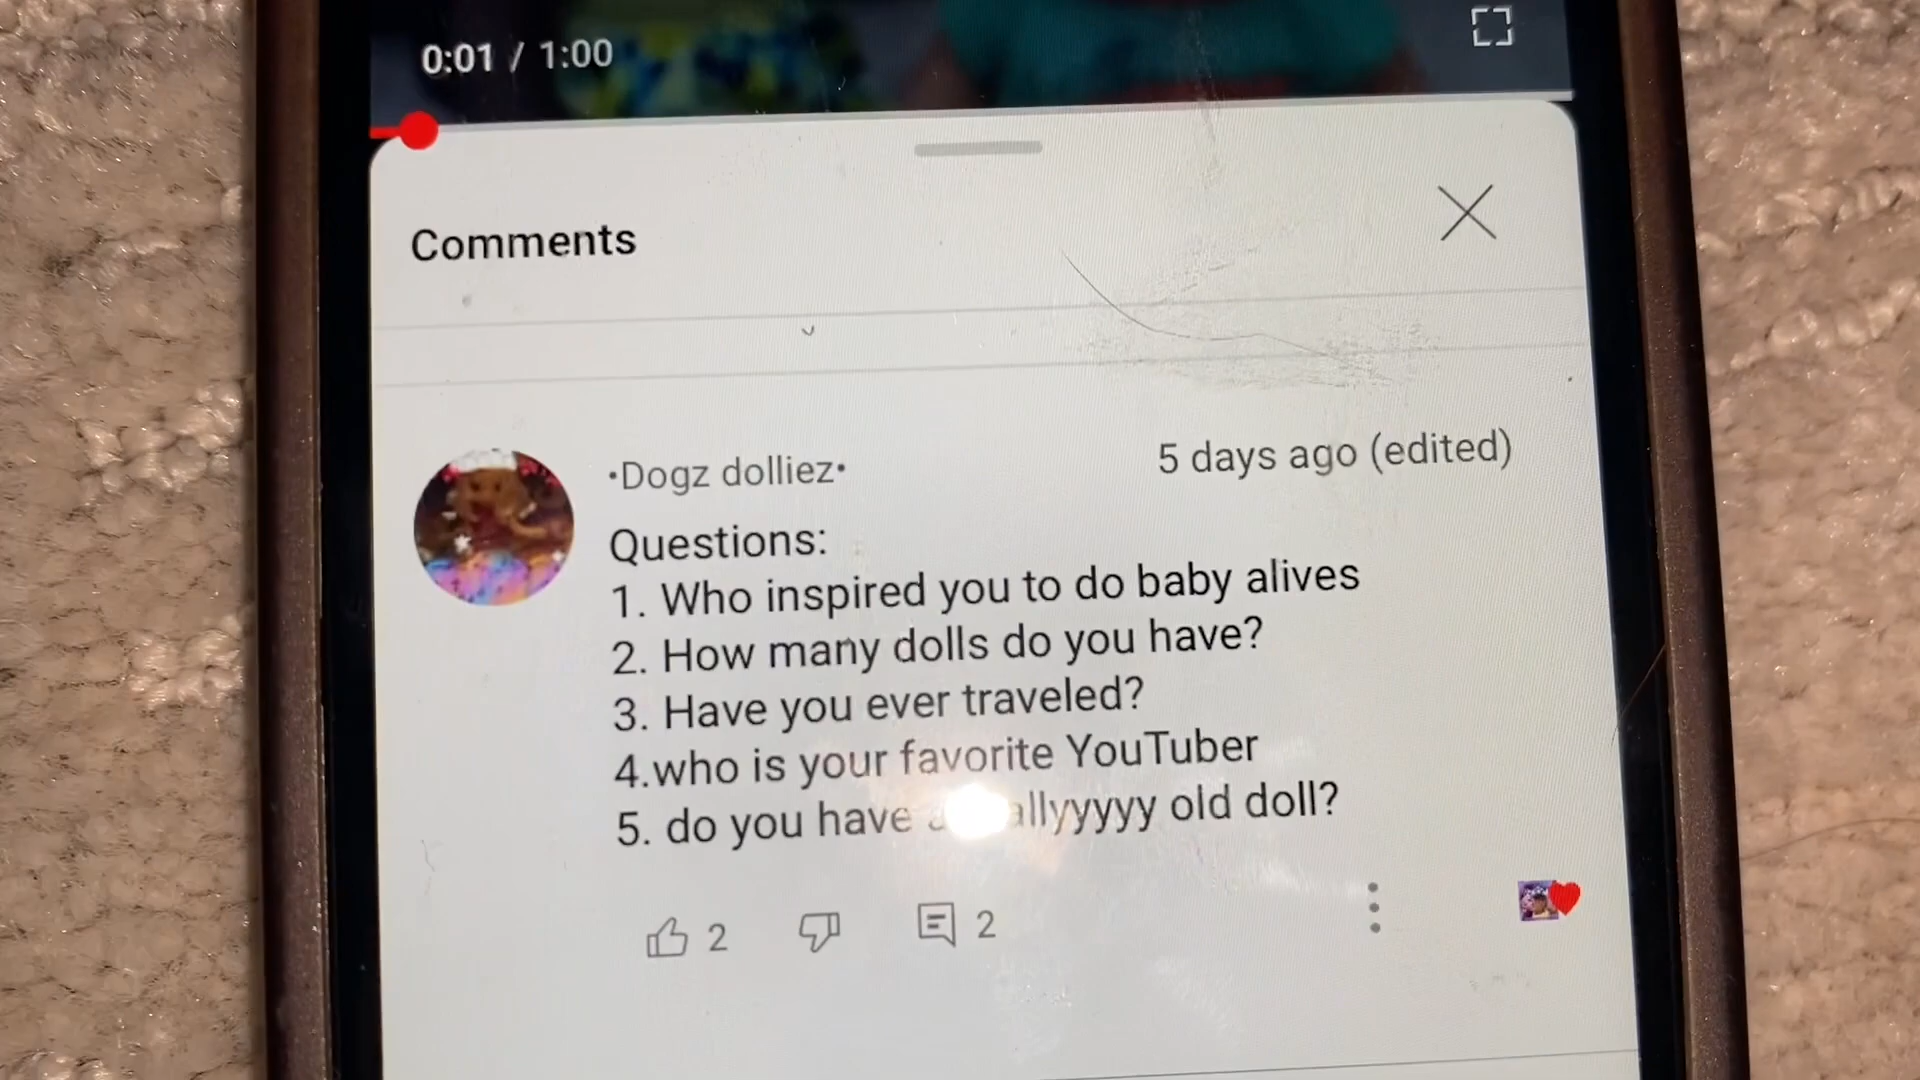 0:01 / 1:00
Comments
•Dogz dolliez•
5 days ago (edited)
Questions:
1. Who inspired you to do baby alives
2. How many dolls do you have?
3. Have you ever traveled?
4.who is your favorite YouTuber
5. do you have old doll?
2
2